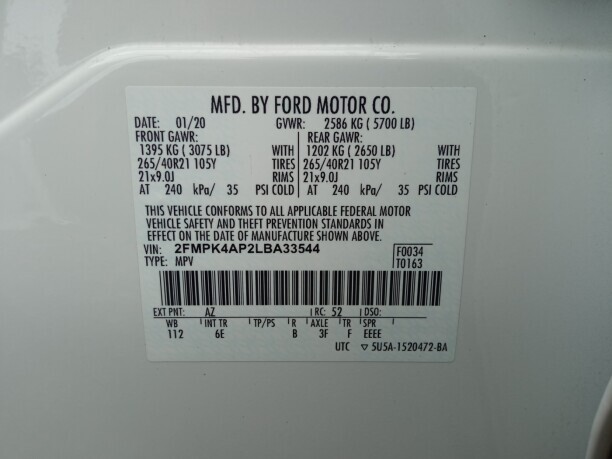 MFD. BY FORD MOTOR CO.
DATE: 01/20 GVWR: 2586 KG ( 5700 LB)
FRONT GAWR: REAR GAWR:
1395 KG ( 3075 LB) WITH 1202 KG ( 2650 LB) WITH
265/40R21 105Y TIRES 265/40R21 105Y TIRES
21x9.0J RIMS 21x9.0J RIMS
AT 240 kPa/ 35 PSI COLD AT 240 kPa/ 35 PSI COLD
THIS VEHICLE CONFORMS TO ALL APPLICABLE FEDERAL MOTOR
VEHICLE SAFETY AND THEFT PREVENTION STANDARDS IN
EFFECT ON THE DATE OF MANUFACTURE SHOWN ABOVE.
VIN: 2FMPK4AP2LBA33544 F0034
TYPE: MPV T0163
EXT PNT: AZ RC: 52 DSO:
WB INT TR TP/PS R AXLE TR SPR
112 6E B 3F F EEEE
UTC ▽ 5U5A-1520472-BA